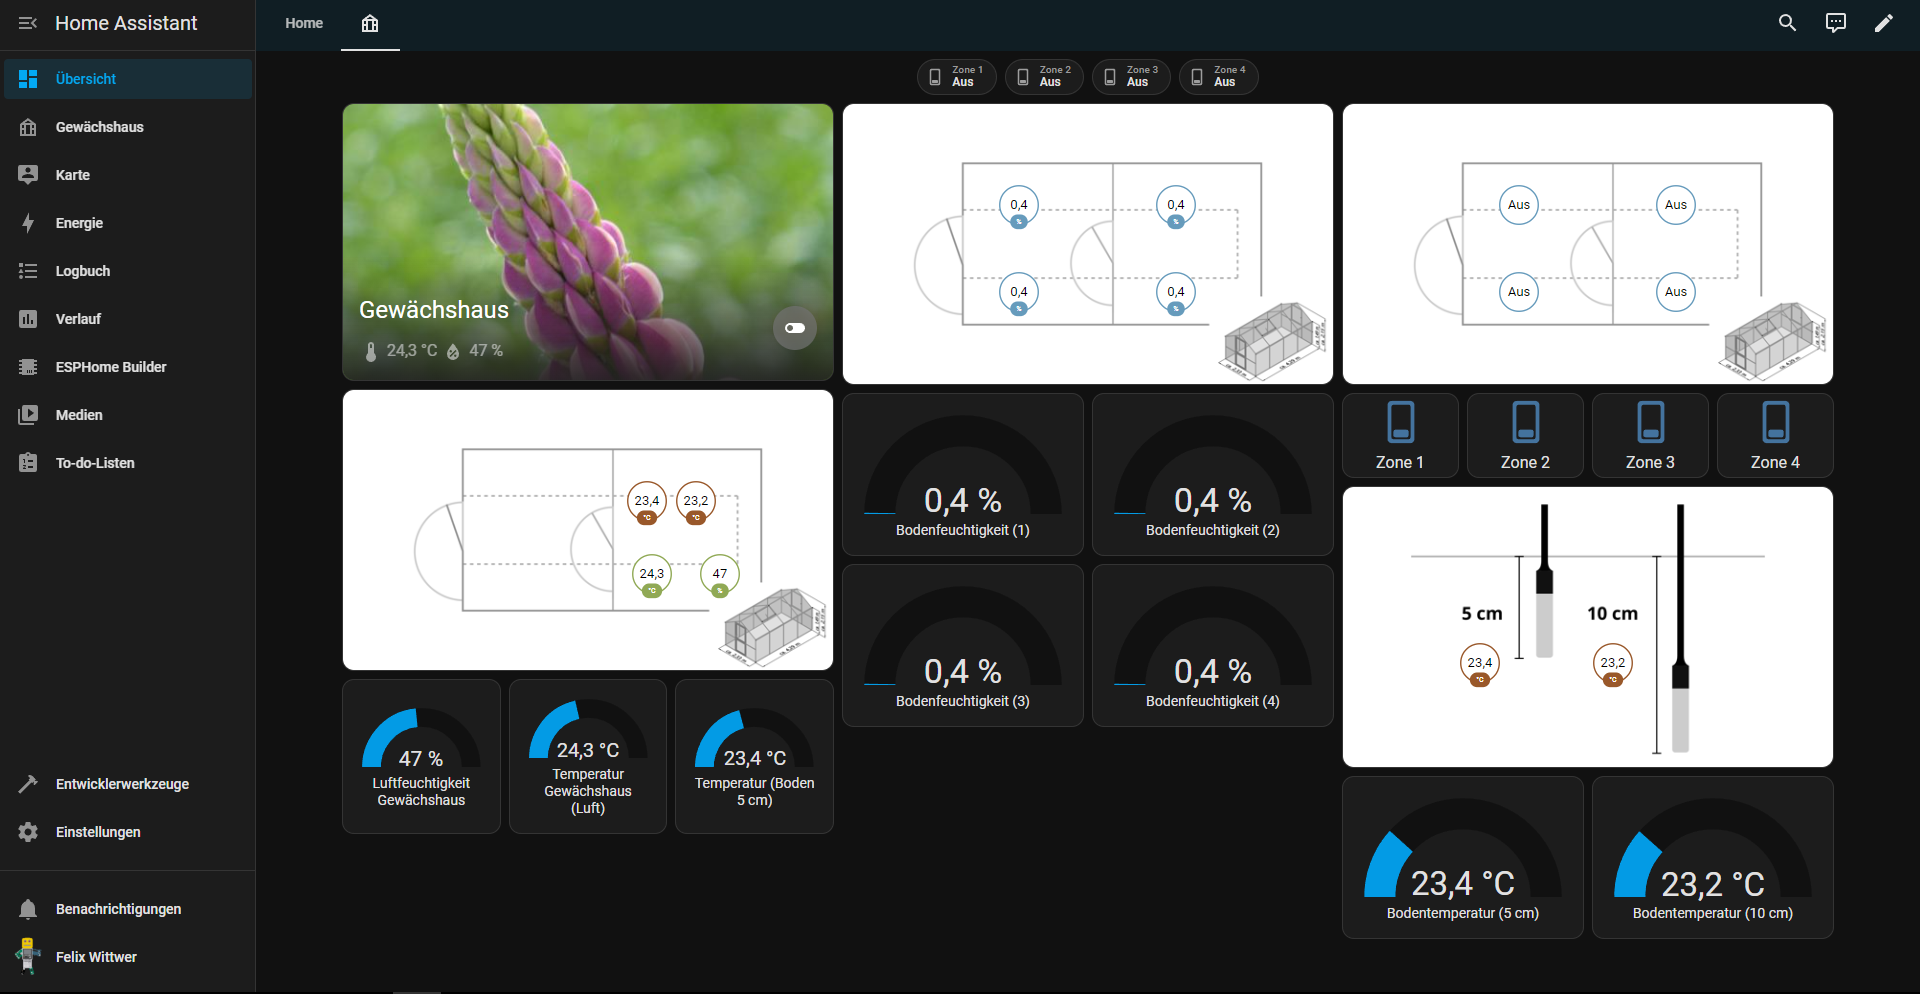 Home Assistant
Home
Übersicht
Gewächshaus
Karte
Energie
Logbuch
Verlauf
ESPHome Builder
Medien
To-do-Listen
Entwicklerwerkzeuge
Einstellungen
Benachrichtigungen
Felix Wittwer
Zone 1
Aus
Zone 2
Aus
Zone 3
Aus
Zone 4
Aus
Gewächshaus
24,3 °C 47 %
23,4 23,2
°C °C
24,3 47
°C %
47 %
Luftfeuchtigkeit
Gewächshaus
24,3 °C
Temperatur
Gewächshaus
(Luft)
23,4 °C
Temperatur (Boden
5 cm)
0,4 0,4
% %
0,4 0,4
% %
0,4 %
Bodenfeuchtigkeit (1)
0,4 %
Bodenfeuchtigkeit (2)
0,4 %
Bodenfeuchtigkeit (3)
0,4 %
Bodenfeuchtigkeit (4)
Aus Aus
Aus Aus
Zone 1
Zone 2
Zone 3
Zone 4
5 cm 10 cm
23,4 23,2
°C °C
23,4 °C
Bodentemperatur (5 cm)
23,2 °C
Bodentemperatur (10 cm)